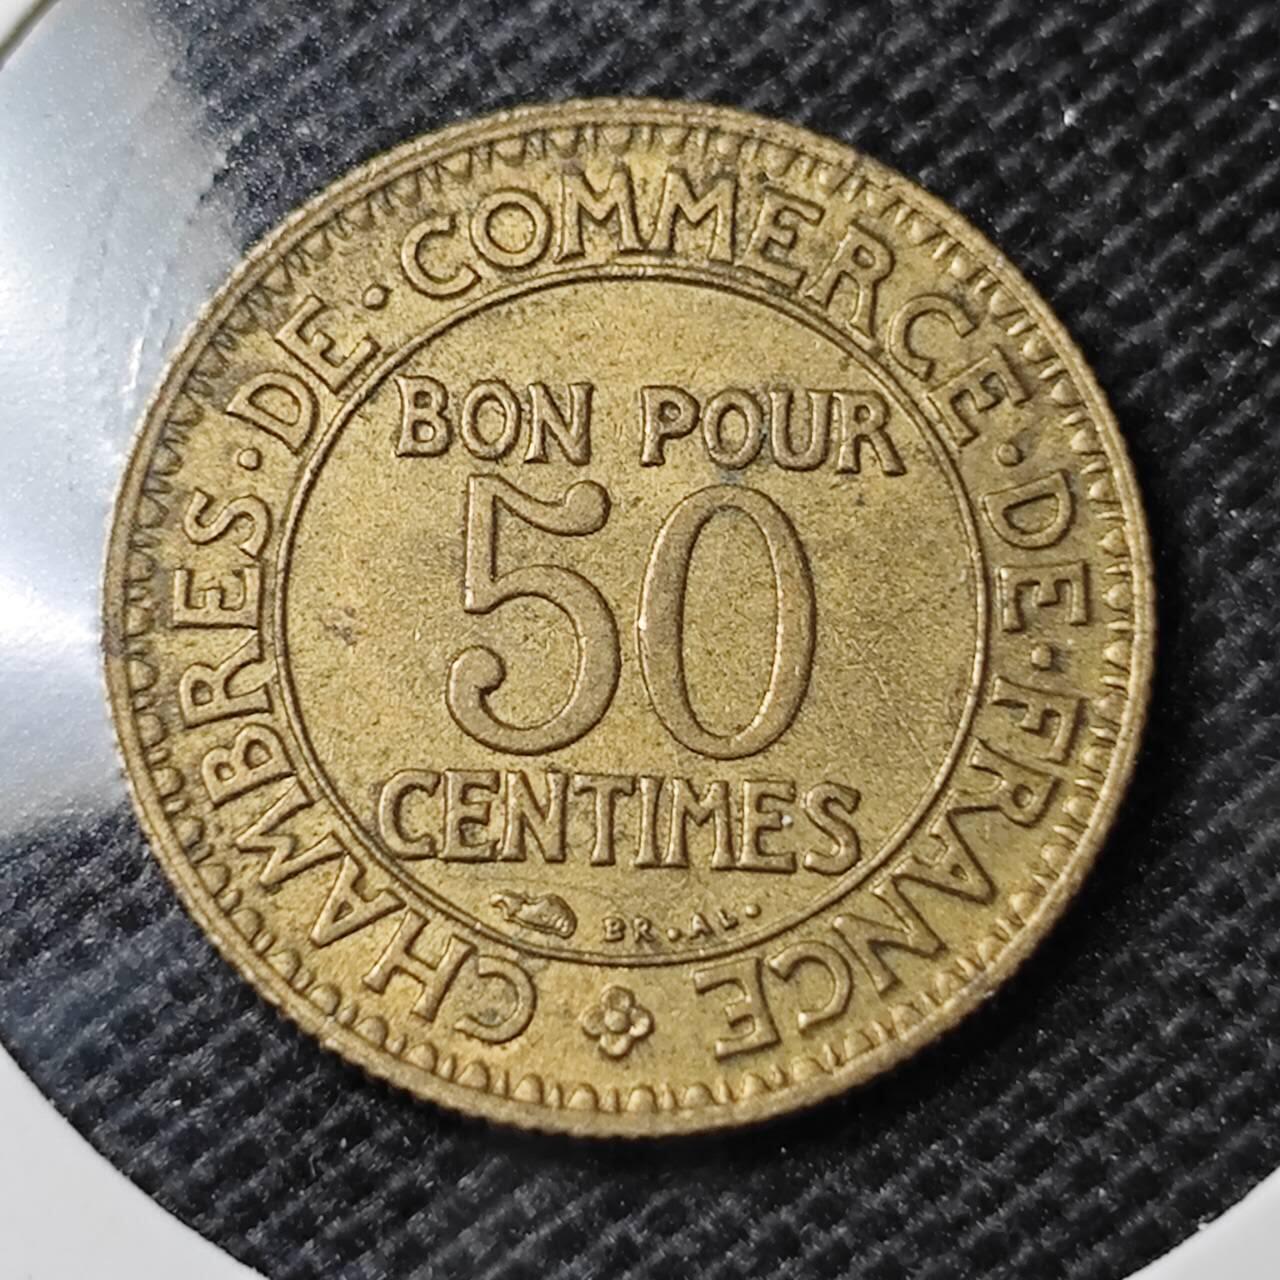 CHAMBRES · DE · COMMERCE · DE · FRANCE
BON POUR
50
CENTIMES
BR · AL ·